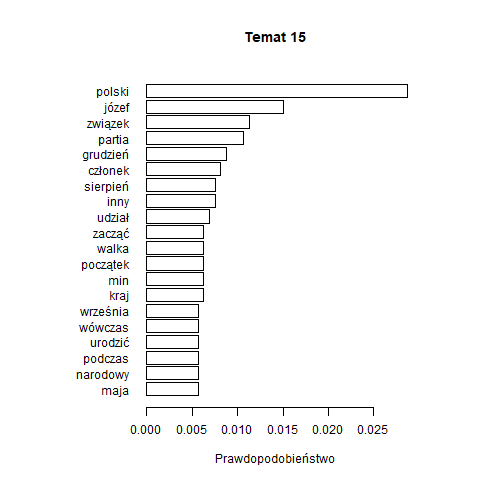 Temat 15
polski
józef
związek
partia
grudzień
członek
sierpień
inny
udział
zacząć
walka
początek
min
kraj
września
wówczas
urodzić
podczas
narodowy
maja
0.000 0.005 0.010 0.015 0.020 0.025
Prawdopodobieństwo